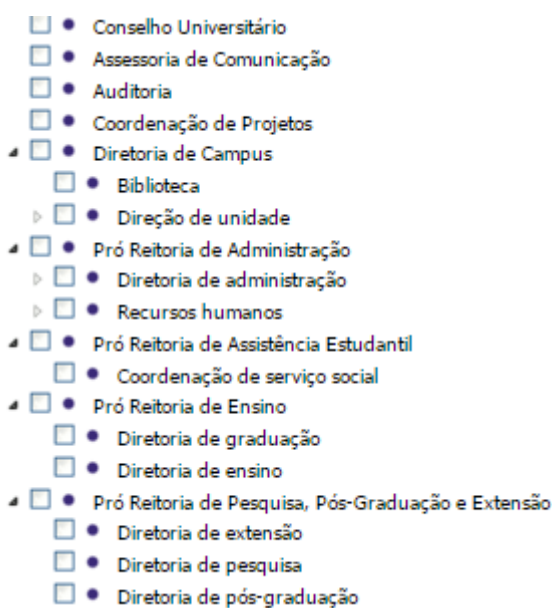 Conselho Universitário
Assessoria de Comunicação
Auditoria
Coordenação de Projetos
Diretoria de Campus
Biblioteca
Direção de unidade
Pró Reitoria de Administração
Diretoria de administração
Recursos humanos
Pró Reitoria de Assistência Estudantil
Coordenação de serviço social
Pró Reitoria de Ensino
Diretoria de graduação
Diretoria de ensino
Pró Reitoria de Pesquisa, Pós-Graduação e Extensão
Diretoria de extensão
Diretoria de pesquisa
Diretoria de pós-graduação